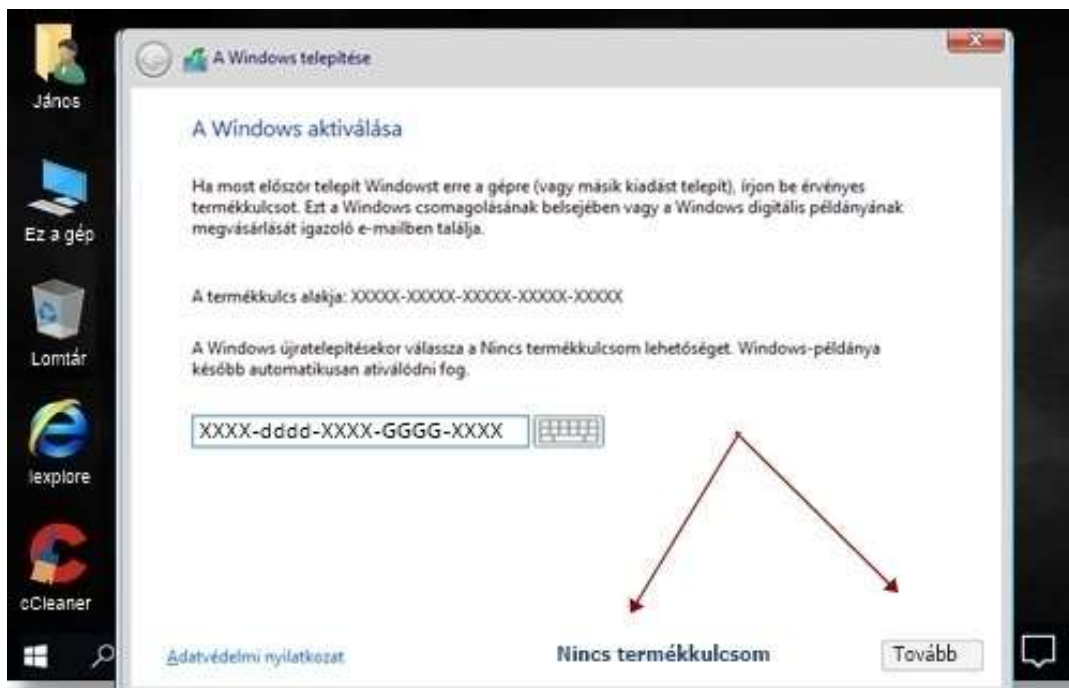 János
Ez a gép
Lomtár
Iexplore
cCleaner
A Windows telepítése
A Windows aktiválása
Ha most először telepít Windowst erre a gépre (vagy másik kiadást telepít), írjon be érvényes
termékkulcsot. Ezt a Windows csomagolásának belsejében vagy a Windows digitális példányának
megvásárlását igazoló e-mailben találja.
A termékkulcs alakja: XXXXX-XXXXX-XXXXX-XXXXX-XXXXX
A Windows újratelepítésekor válassza a Nincs termékkulcsom lehetőséget. Windows-példánya
később automatikusan ativálódni fog.
XXXX-dddd-XXXX-GGGG-XXXX
Adatvédelmi nyilatkozat
Nincs termékkulcsom
Tovább